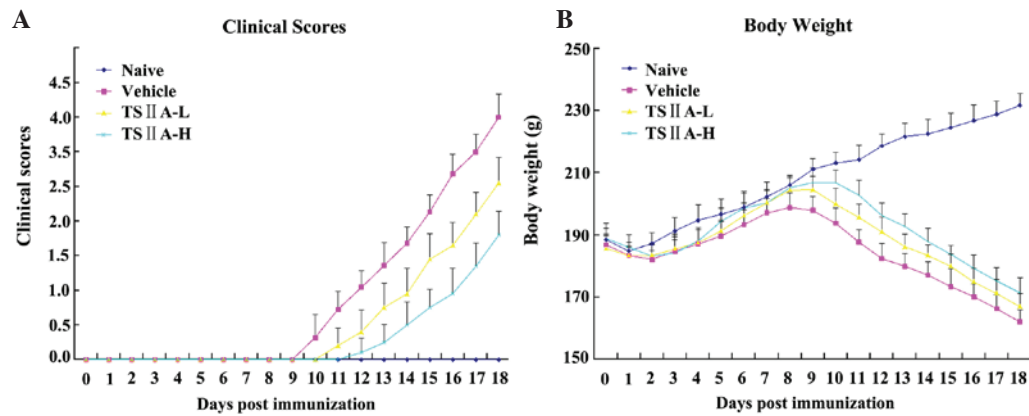 A
Clinical Scores
Naive
Vehicle
TS Ⅱ A-L
TS Ⅱ A-H
Clinical scores
4.5
4.0
3.5
3.0
2.5
2.0
1.5
1.0
0.5
0.0
0 1 2 3 4 5 6 7 8 9 10 11 12 13 14 15 16 17 18
Days post immunization
B
Body Weight
Naive
Vehicle
TS Ⅱ A-L
TS Ⅱ A-H
Body weight (g)
250
230
210
190
170
150
0 1 2 3 4 5 6 7 8 9 10 11 12 13 14 15 16 17 18
Days post immunization